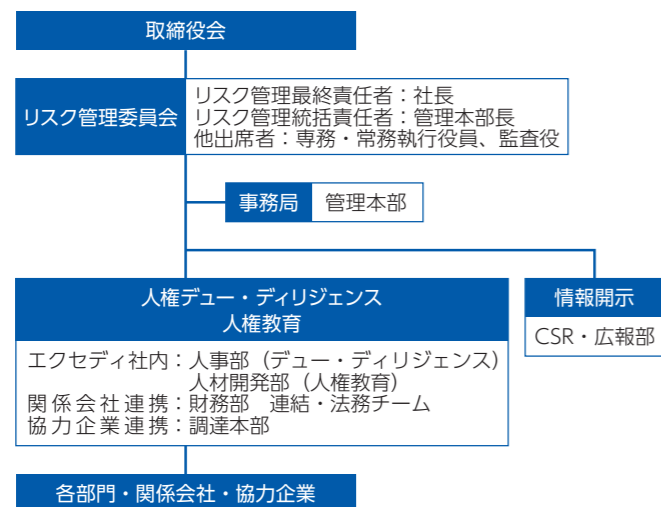 取締役会
リスク管理委員会
リスク管理最終責任者：社長
リスク管理統括責任者：管理本部長
他出席者：専務・常務執行役員、監査役
事務局
管理本部
人権デュー・ディリジェンス
人権教育
エクセディ社内：人事部（デュー・ディリジェンス）
人材開発部（人権教育）
関係会社連携：財務部　連結・法務チーム
協力企業連携：調達本部
情報開示
CSR・広報部
各部門・関係会社・協力企業